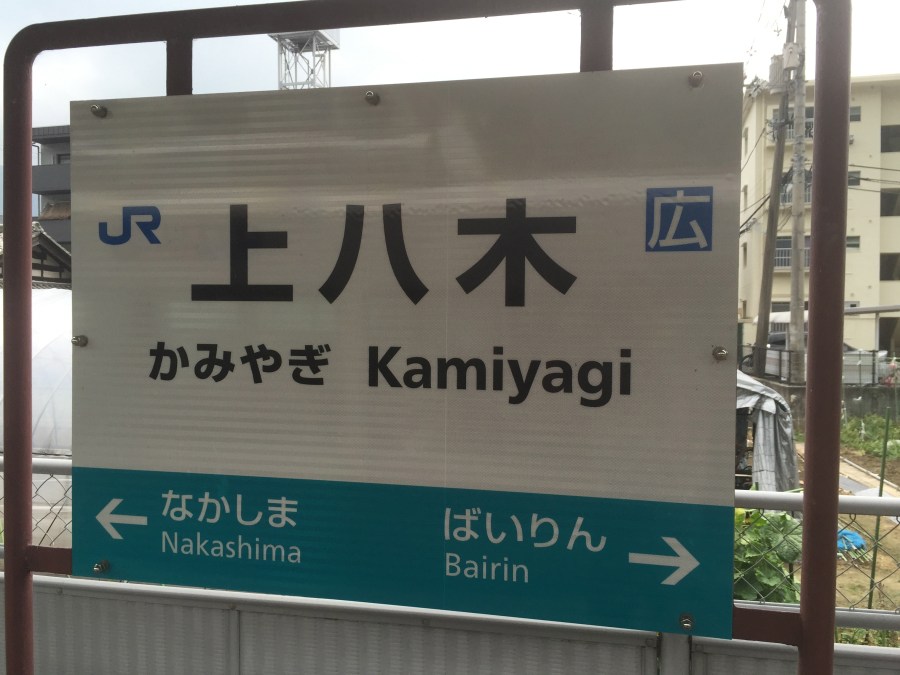 JR 上八木 広
かみやぎ Kamiyagi
← なかしま ばいりん →
Nakashima Bairin